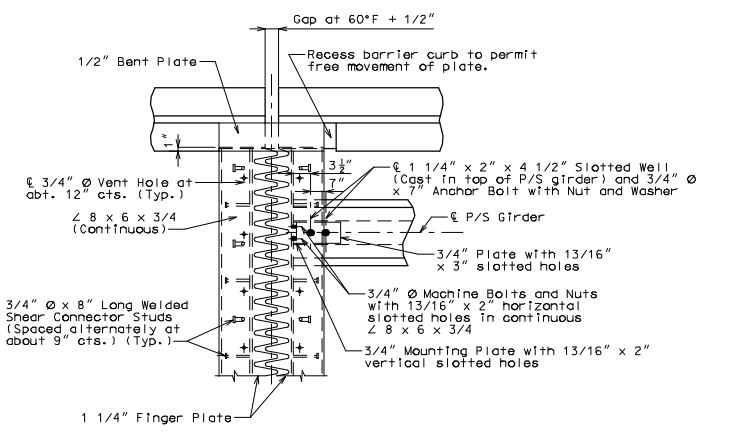 Gap at 60°F + 1/2"
1/2" Bent Plate
Recess barrier curb to permit
free movement of plate.
1"
3 1/2"
7"
℄ 1 1/4" x 2" x 4 1/2" Slotted Well
(Cast in top of P/S girder) and 3/4" Ø
x 7" Anchor Bolt with Nut and Washer
℄ 3/4" Ø Vent Hole at
abt. 12" cts. (Typ.)
∠ 8 x 6 x 3/4
(Continuous)
℄ P/S Girder
3/4" Plate with 13/16"
x 3" slotted holes
3/4" Ø x 8" Long Welded
Shear Connector Studs
(Spaced alternately at
about 9" cts.) (Typ.)
3/4" Ø Machine Bolts and Nuts
with 13/16" x 2" horizontal
slotted holes in continuous
∠ 8 x 6 x 3/4
3/4" Mounting Plate with 13/16" x 2"
vertical slotted holes
1 1/4" Finger Plate